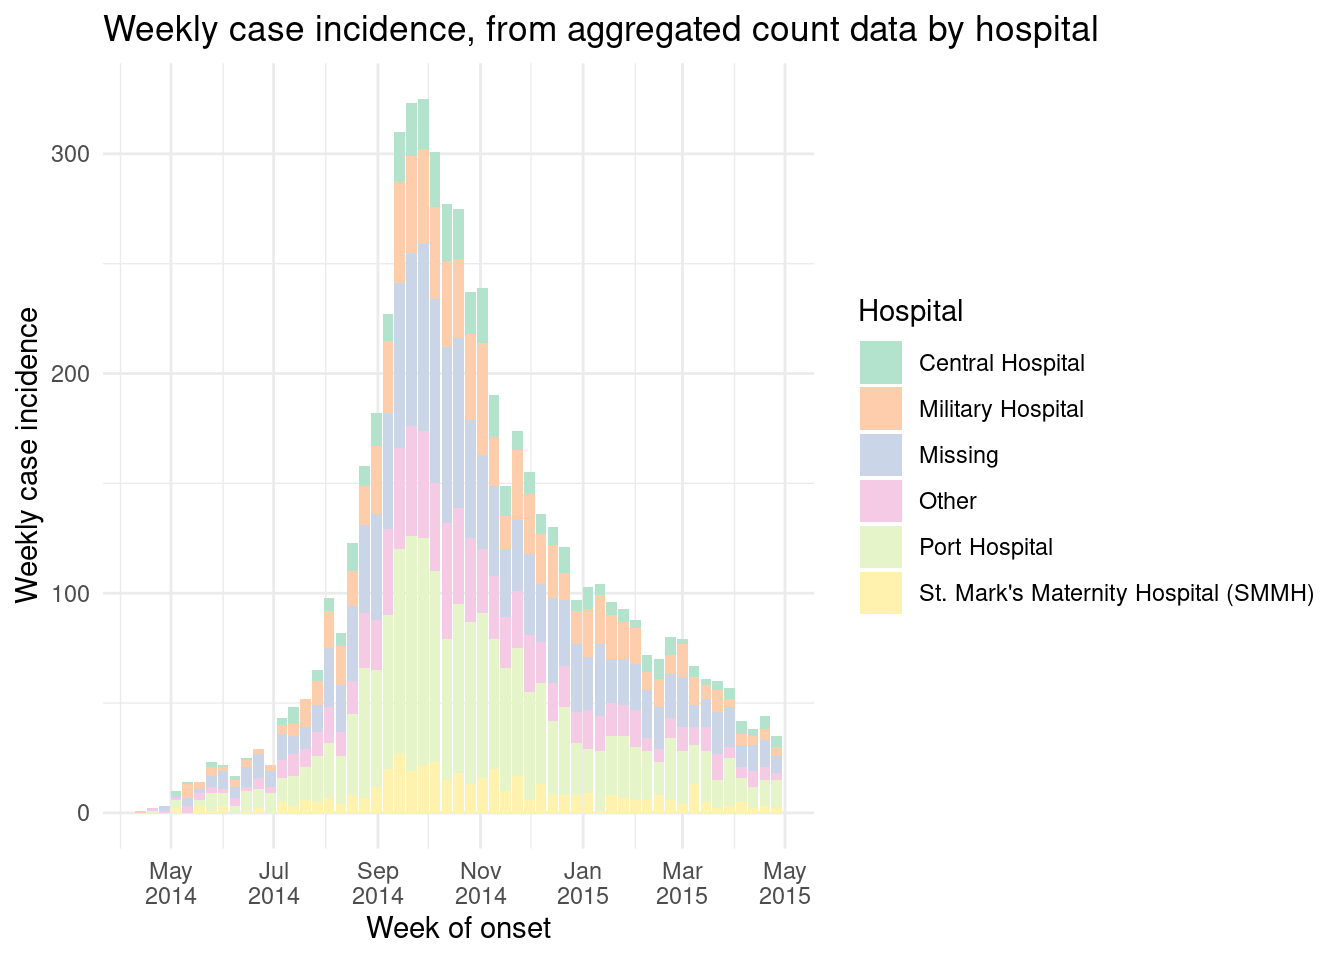 Weekly case incidence, from aggregated count data by hospital
Weekly case incidence
300
200
100
0
May
2014
Jul
2014
Sep
2014
Nov
2014
Jan
2015
Mar
2015
May
2015
Week of onset
Hospital
Central Hospital
Military Hospital
Missing
Other
Port Hospital
St. Mark's Maternity Hospital (SMMH)